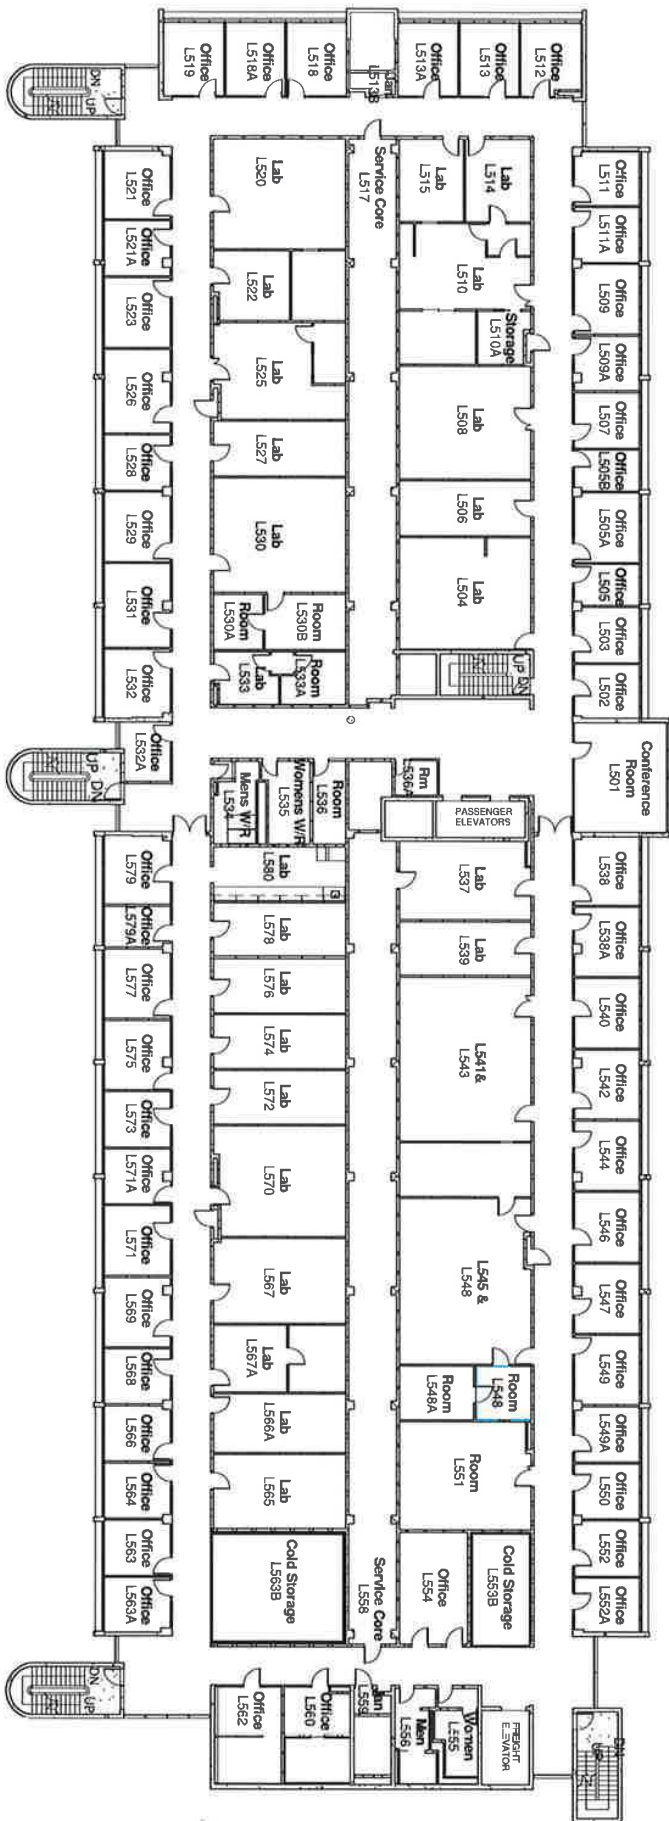 Office
L519
Office
L518A
Office
L518
Jan
L513B
Office
L513A
Office
L513
Office
L512
DN
UP
Office
L521
Office
L521A
Office
L523
Office
L526
Office
L528
Office
L529
Office
L531
Office
L532
Office
L532A
UP
DN
Lab
L520
Lab
L522
Lab
L525
Lab
L527
Lab
L530
Room
L530A
Room
L530B
Lab
L533
Room
L533A
Service Core
L517
Lab
L515
Lab
L514
Lab
L510
Storage
L510A
Lab
L508
Lab
L506
Lab
L504
UP
DN
Office
L511
Office
L511A
Office
L509
Office
L509A
Office
L507
Office
L505B
Office
L505A
Office
L505
Office
L503
Office
L502
Conference
Room
L501
Mens W/R
L534
Womens W/R
L535
Room
L536
Rm
L536A
PASSENGER
ELEVATORS
Office
L579
Office
L579A
Office
L577
Office
L575
Office
L573
Office
L571A
Office
L571
Office
L569
Office
L568
Office
L566
Office
L564
Office
L563
Office
L563A
DN
UP
Lab
L580
Lab
L578
Lab
L576
Lab
L574
Lab
L572
Lab
L570
Lab
L567
Lab
L567A
Lab
L566A
Lab
L565
Cold Storage
L563B
Service Core
L558
Lab
L537
Lab
L539
L541&
L543
L545 &
L548
Room
L548A
Room
L548
Room
L551
Office
L554
Cold Storage
L553B
Office
L538
Office
L538A
Office
L540
Office
L542
Office
L544
Office
L546
Office
L547
Office
L549
Office
L549A
Office
L550
Office
L552
Office
L552A
Office
L562
Office
L560
Jan
L559
Men
L556
Women
L555
FREIGHT
ELEVATOR
DN
UP